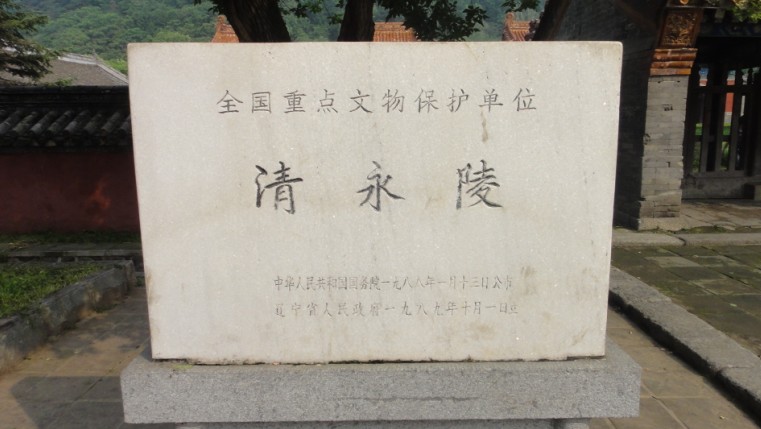 全国重点文物保护单位
清永陵
中华人民共和国国务院一九八八年一月十三日公布
辽宁省人民政府一九八九年十月一日立